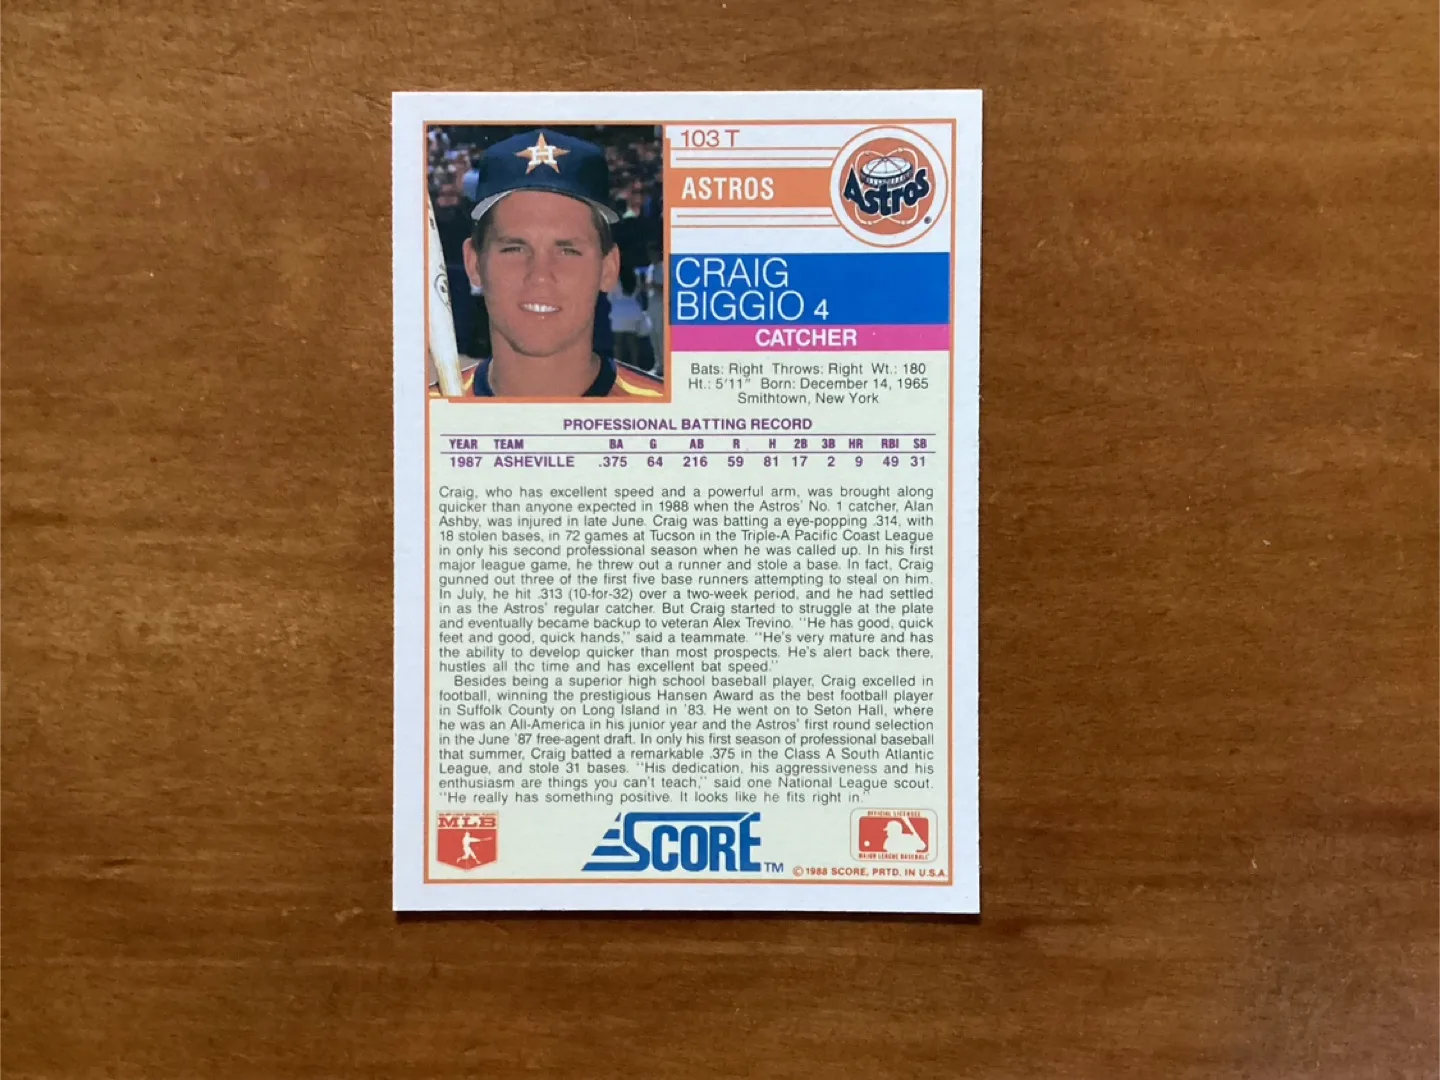 103 T
ASTROS
Astros
®
CRAIG
BIGGIO 4
CATCHER
Bats: Right Throws: Right Wt.: 180
Ht.: 5'11" Born: December 14, 1965
Smithtown, New York
PROFESSIONAL BATTING RECORD
YEAR TEAM BA G AB R H 2B 3B HR RBI SB
1987 ASHEVILLE .375 64 216 59 81 17 2 9 49 31
Craig, who has excellent speed and a powerful arm, was brought along
quicker than anyone expected in 1988 when the Astros' No. 1 catcher, Alan
Ashby, was injured in late June. Craig was batting a eye-popping .314, with
18 stolen bases, in 72 games at Tucson in the Triple-A Pacific Coast League
in only his second professional season when he was called up. In his first
major league game, he threw out a runner and stole a base. In fact, Craig
gunned out three of the first five base runners attempting to steal on him.
In July, he hit .313 (10-for-32) over a two-week period, and he had settled
in as the Astros' regular catcher. But Craig started to struggle at the plate
and eventually became backup to veteran Alex Trevino. "He has good, quick
feet and good, quick hands," said a teammate. "He's very mature and has
the ability to develop quicker than most prospects. He's alert back there,
hustles all the time and has excellent bat speed."
Besides being a superior high school baseball player, Craig excelled in
football, winning the prestigious Hansen Award as the best football player
in Suffolk County on Long Island in '83. He went on to Seton Hall, where
he was an All-America in his junior year and the Astros' first round selection
in the June '87 free-agent draft. In only his first season of professional baseball
that summer, Craig batted a remarkable .375 in the Class A South Atlantic
League, and stole 31 bases. "His dedication, his aggressiveness and his
enthusiasm are things you can't teach," said one National League scout.
"He really has something positive. It looks like he fits right in."
MLB
SCORE TM
OFFICIAL LICENSEE
MAJOR LEAGUE BASEBALL
© 1988 SCORE, PRTD. IN U.S.A.
H